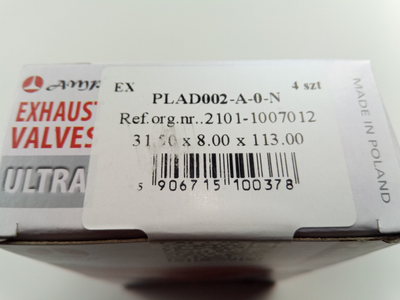 EX
4 szt
PLAD002-A-0-N
Ref.org.nr..2101-1007012
x 8.00 x 113.00
5 906715 100378
EXHAUST
VALVES
ULTRA
MADE IN POLAND